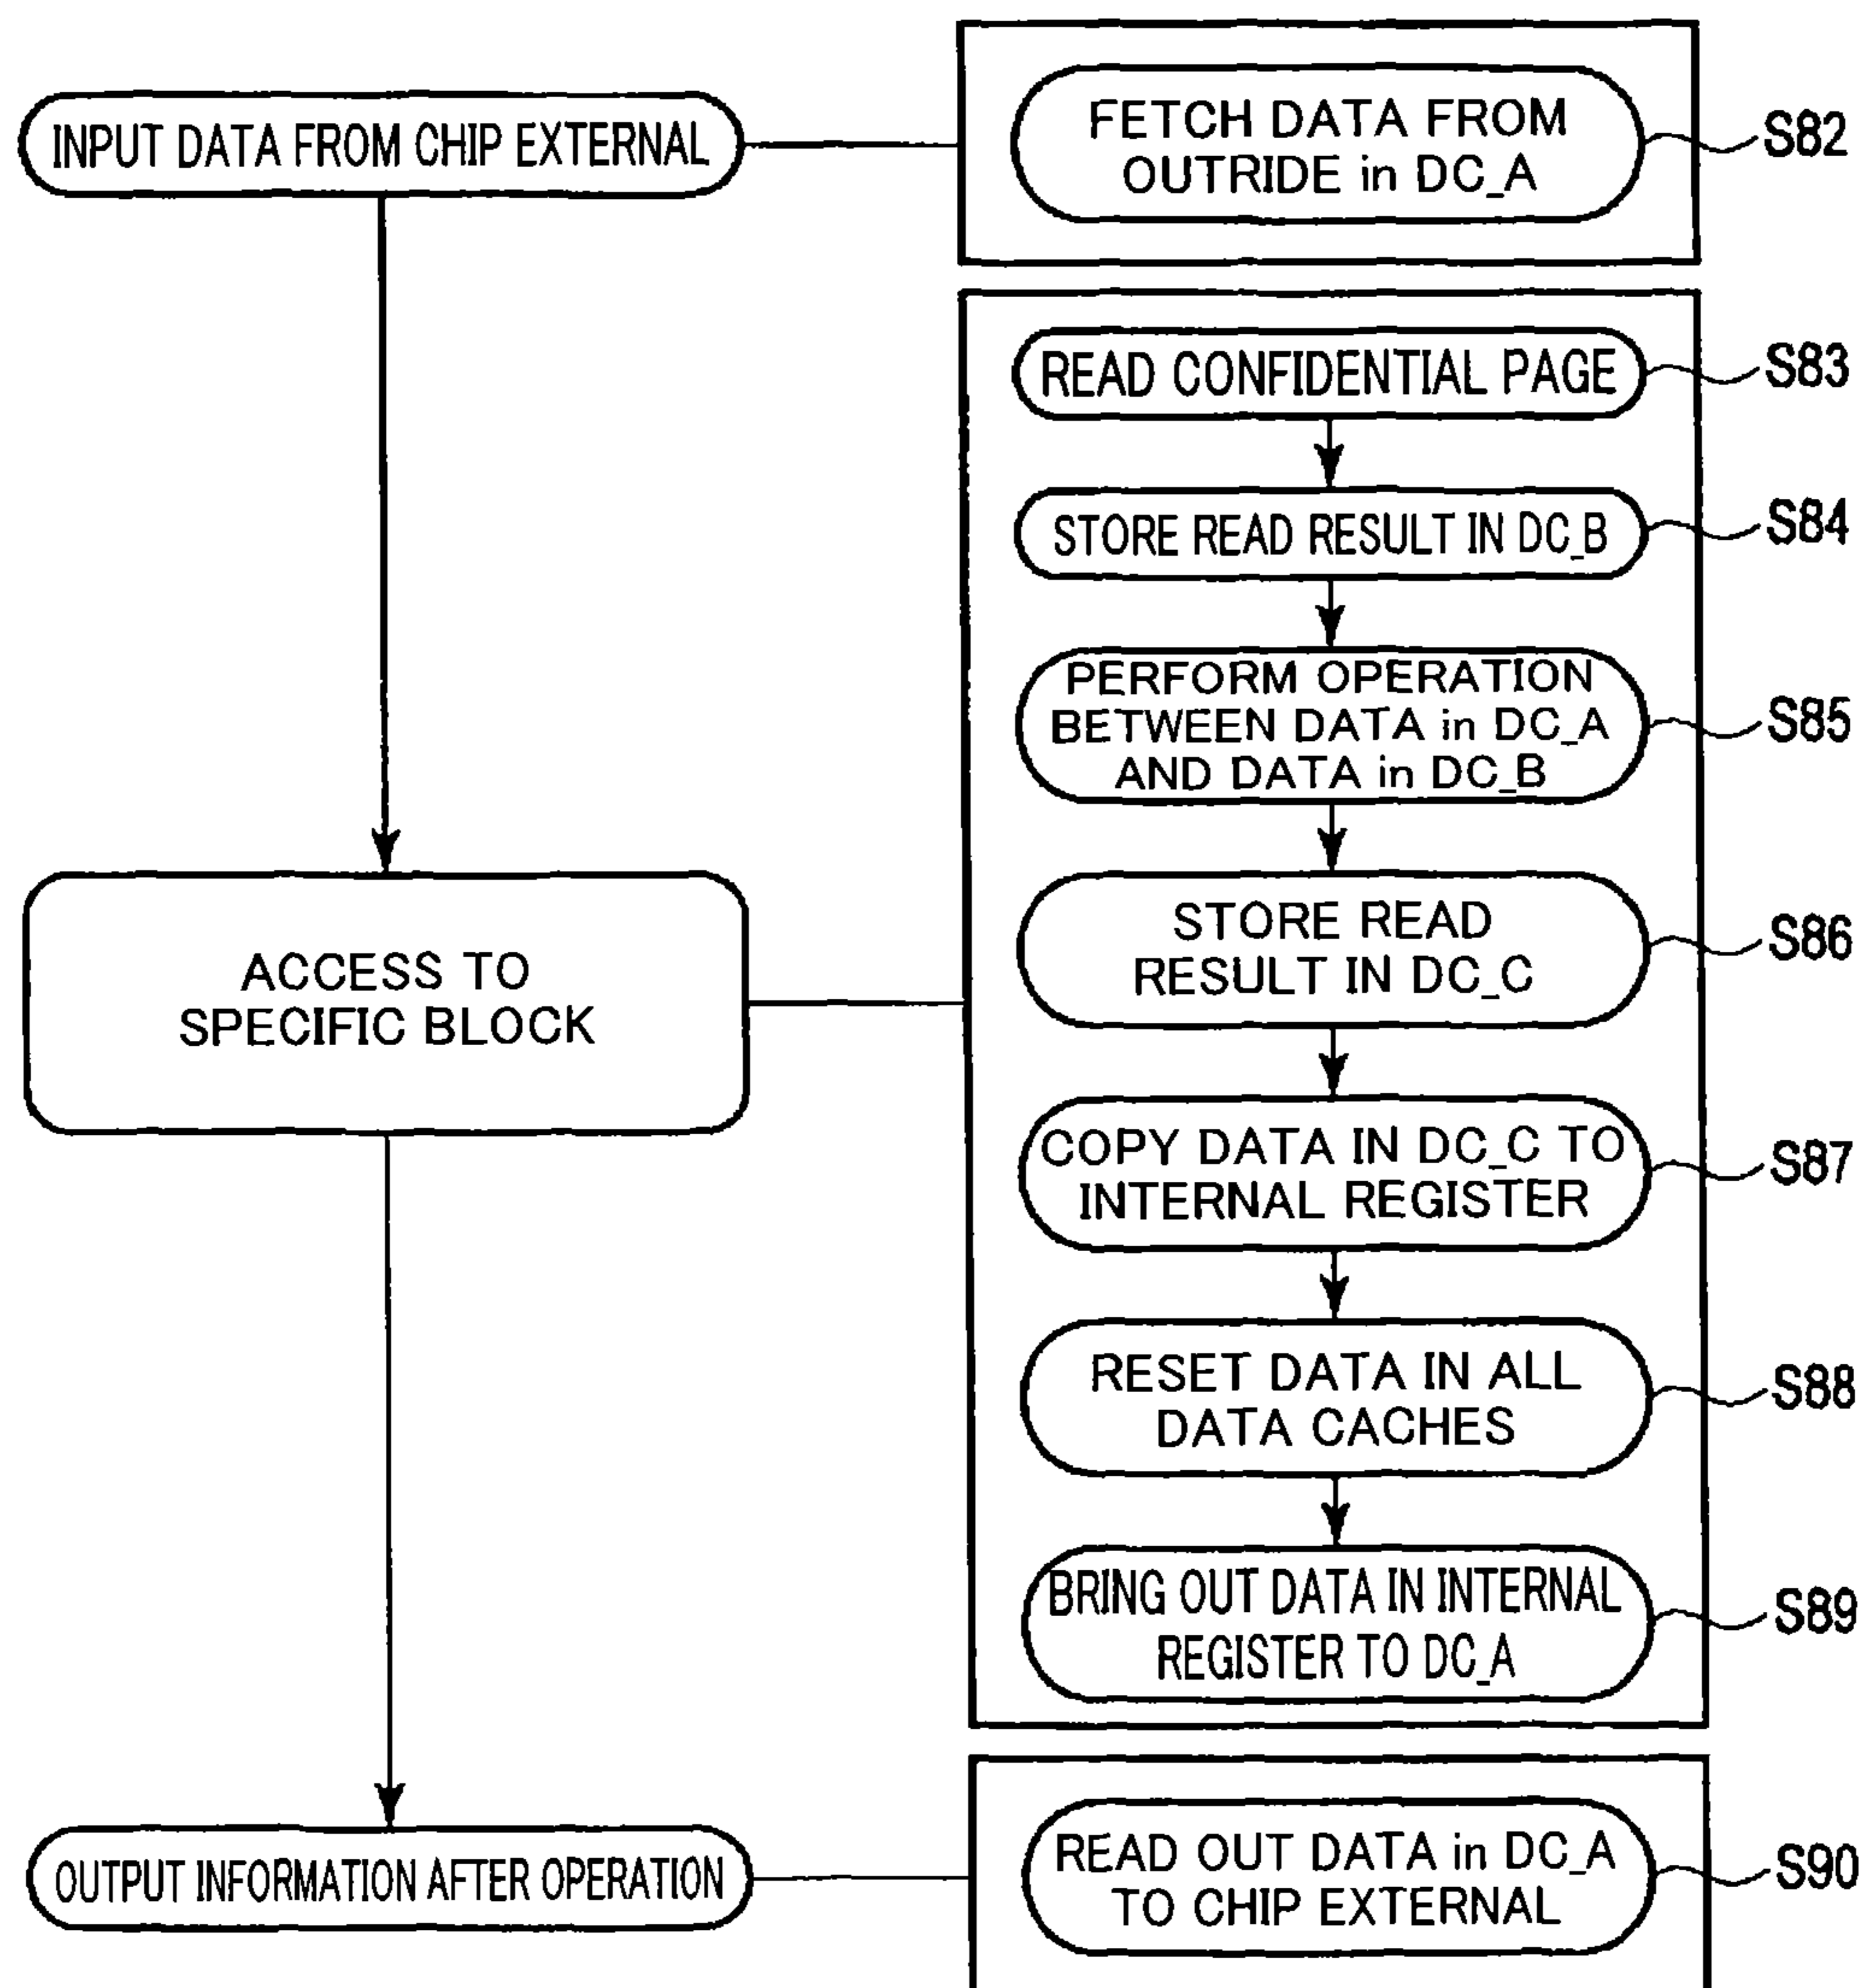 INPUT DATA FROM CHIP EXTERNAL
FETCH DATA FROM
OUTRIDE in DC_A
S82
READ CONFIDENTIAL PAGE
S83
STORE READ RESULT IN DC_B
S84
PERFORM OPERATION
BETWEEN DATA in DC_A
AND DATA in DC_B
S85
ACCESS TO
SPECIFIC BLOCK
STORE READ
RESULT IN DC_C
S86
COPY DATA IN DC_C TO
INTERNAL REGISTER
S87
RESET DATA IN ALL
DATA CACHES
S88
BRING OUT DATA IN INTERNAL
REGISTER TO DC_A
S89
OUTPUT INFORMATION AFTER OPERATION
READ OUT DATA in DC_A
TO CHIP EXTERNAL
S90